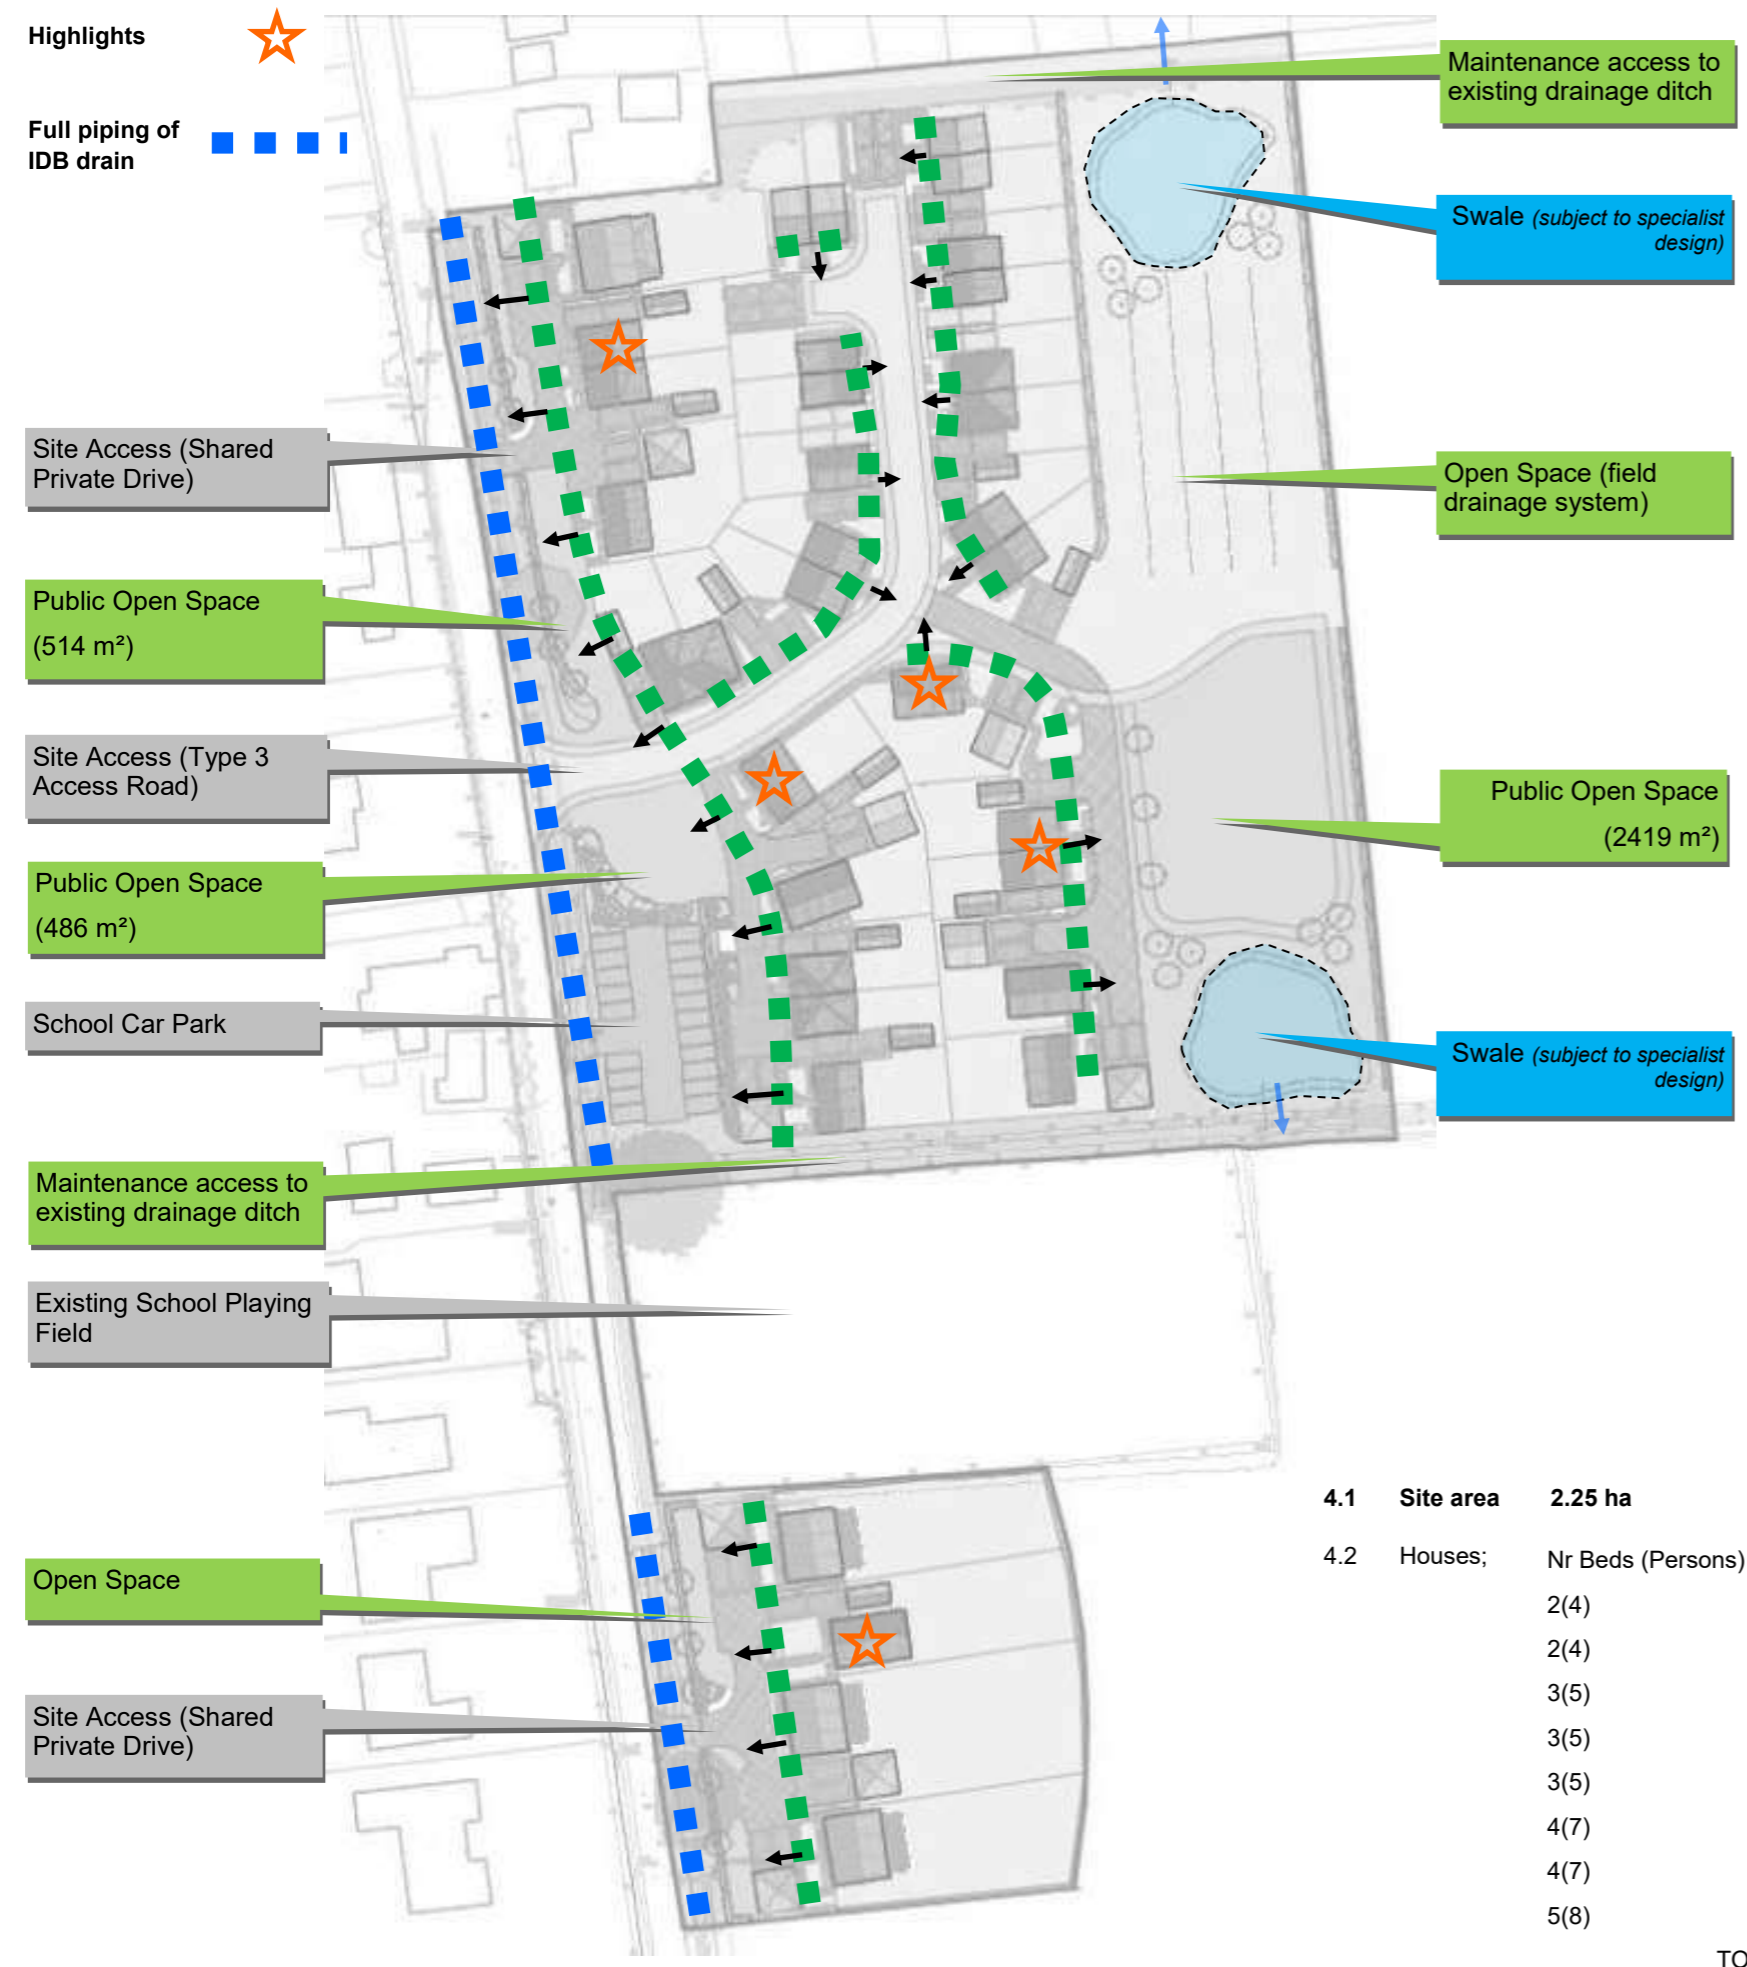 Highlights
Full piping of
IDB drain
Maintenance access to
existing drainage ditch
Swale (subject to specialist
design)
Site Access (Shared
Private Drive)
Open Space (field
drainage system)
Public Open Space
(514 m²)
Site Access (Type 3
Access Road)
Public Open Space
(2419 m²)
Public Open Space
(486 m²)
School Car Park
Swale (subject to specialist
design)
Maintenance access to
existing drainage ditch
Existing School Playing
Field
4.1 Site area 2.25 ha
4.2 Houses; Nr Beds (Persons)
2(4)
2(4)
3(5)
3(5)
3(5)
4(7)
4(7)
5(8)
TO
Open Space
Site Access (Shared
Private Drive)